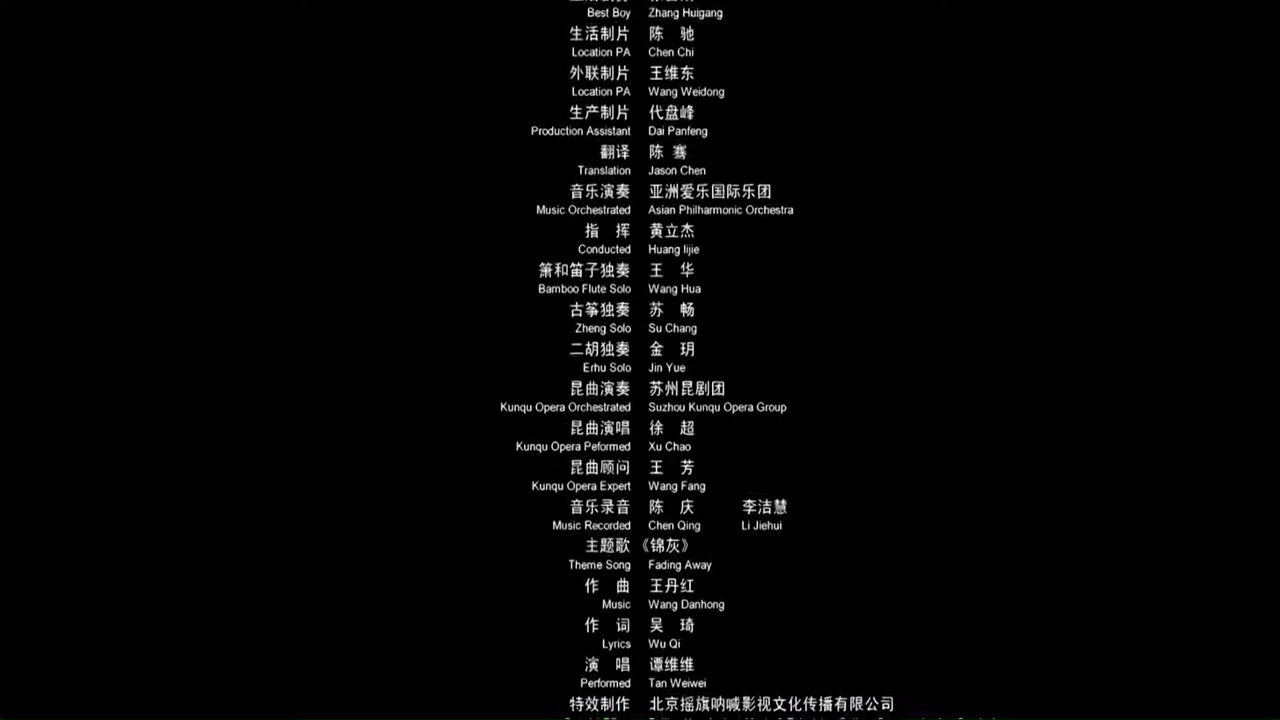 Best Boy Zhang Huigang
生活制片 陈 驰
Location PA Chen Chi
外联制片 王维东
Location PA Wang Weidong
生产制片 代盘峰
Production Assistant Dai Panfeng
翻译 陈 骞
Translation Jason Chen
音乐演奏 亚洲爱乐国际乐团
Music Orchestrated Asian Philharmonic Orchestra
指 挥 黄立杰
Conducted Huang lijie
箫和笛子独奏 王 华
Bamboo Flute Solo Wang Hua
古筝独奏 苏 畅
Zheng Solo Su Chang
二胡独奏 金 玥
Erhu Solo Jin Yue
昆曲演奏 苏州昆剧团
Kunqu Opera Orchestrated Suzhou Kunqu Opera Group
昆曲演唱 徐 超
Kunqu Opera Peformed Xu Chao
昆曲顾问 王 芳
Kunqu Opera Expert Wang Fang
音乐录音 陈 庆 李洁慧
Music Recorded Chen Qing Li Jiehui
主题歌 《锦灰》
Theme Song Fading Away
作 曲 王丹红
Music Wang Danhong
作 词 吴 琦
Lyrics Wu Qi
演 唱 谭维维
Performed Tan Weiwei
特效制作 北京摇旗呐喊影视文化传播有限公司